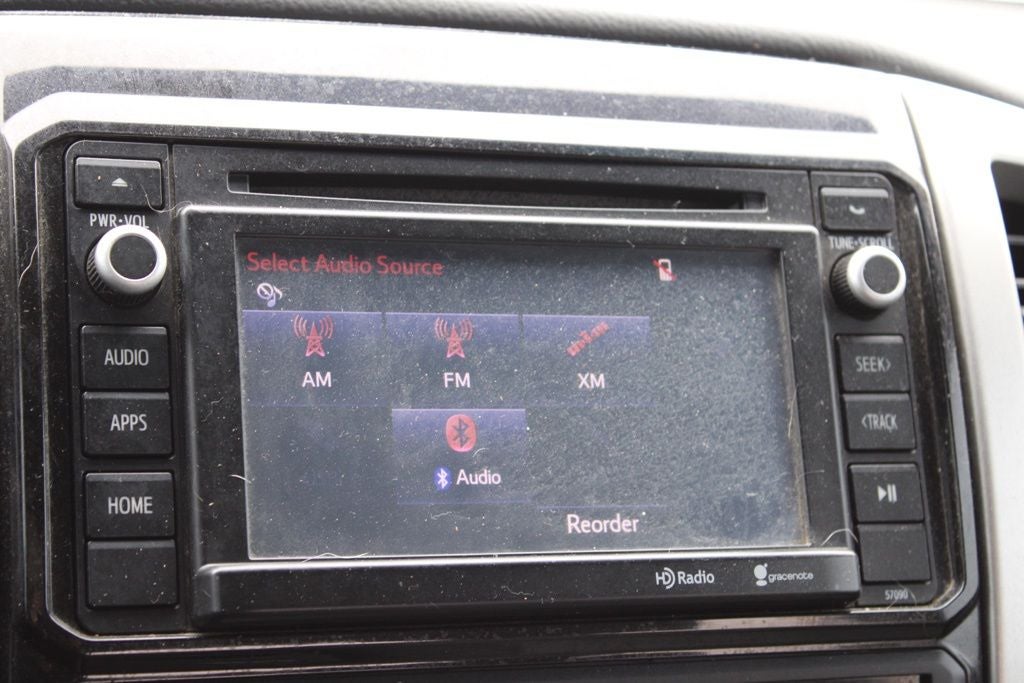 PWR•VOL
TUNE•SCROLL
Select Audio Source
AM
FM
XM
Audio
Reorder
AUDIO
APPS
HOME
SEEK>
<TRACK
HD Radio
gracenote
57090